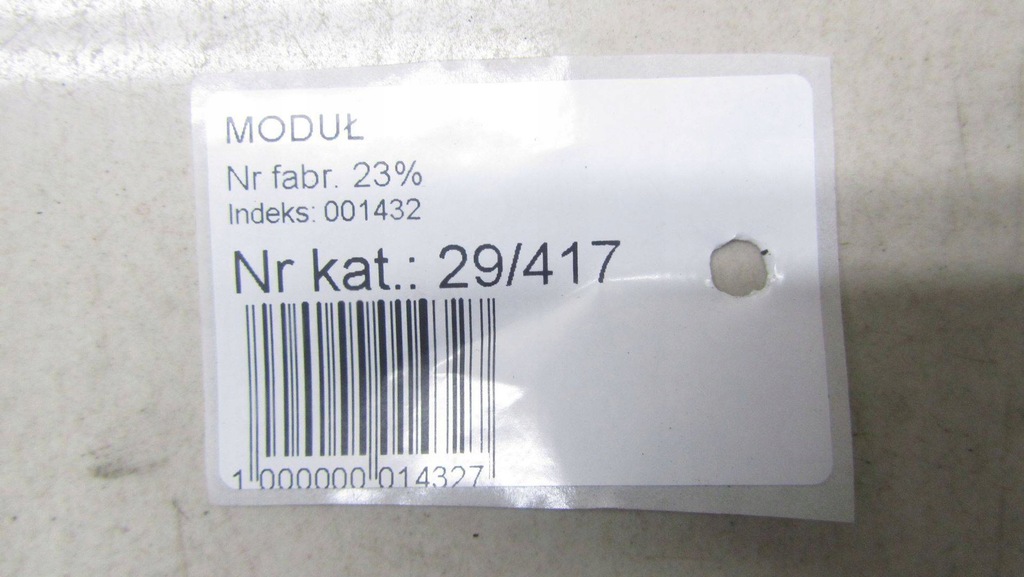 MODUŁ
Nr fabr. 23%
Indeks: 001432
Nr kat.: 29/417
1 000000 014327